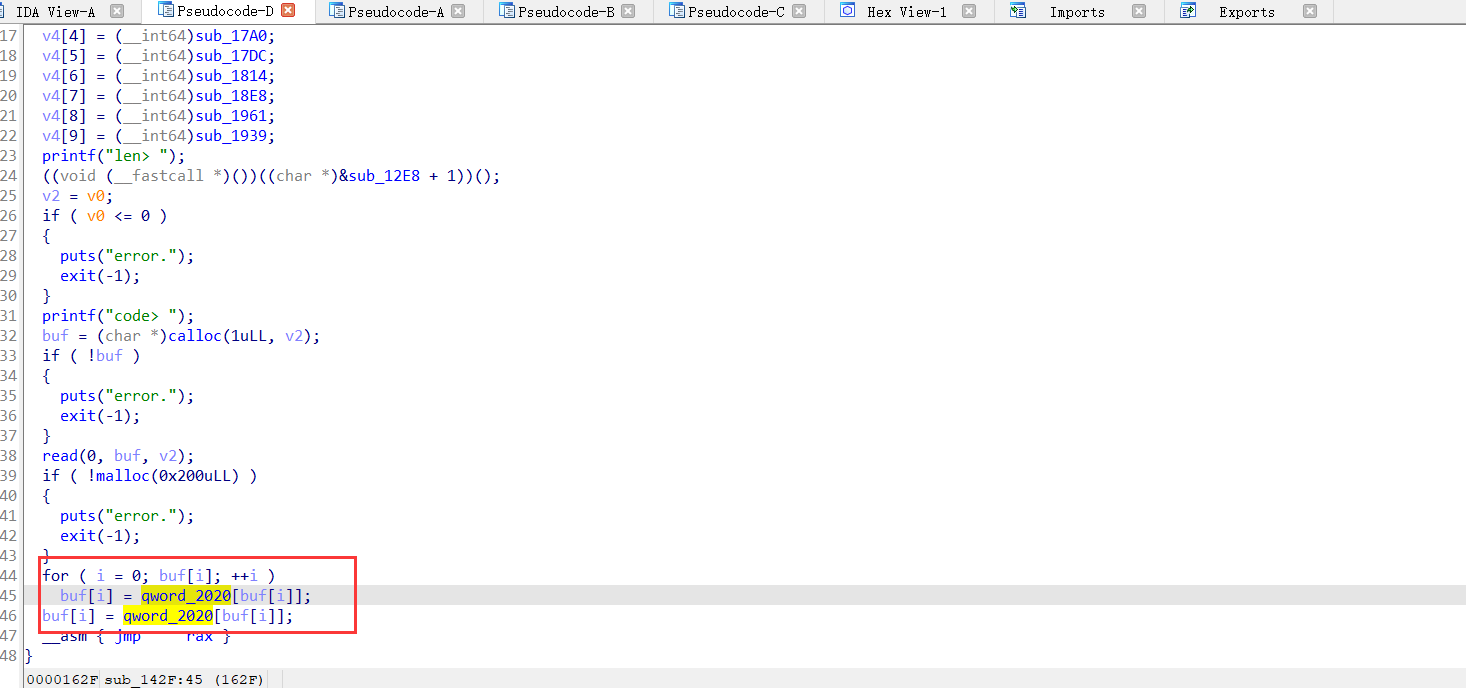 IDA View-A Pseudocode-D Pseudocode-A Pseudocode-B Pseudocode-C Hex View-1 Imports Exports
17 v4[4] = (__int64)sub_17A0;
18 v4[5] = (__int64)sub_17DC;
19 v4[6] = (__int64)sub_1814;
20 v4[7] = (__int64)sub_18E8;
21 v4[8] = (__int64)sub_1961;
22 v4[9] = (__int64)sub_1939;
23 printf("len> ");
24 ((void (__fastcall *)())((char *)&sub_12E8 + 1))();
25 v2 = v0;
26 if ( v0 <= 0 )
27 {
28 puts("error.");
29 exit(-1);
30 }
31 printf("code> ");
32 buf = (char *)calloc(1uLL, v2);
33 if ( !buf )
34 {
35 puts("error.");
36 exit(-1);
37 }
38 read(0, buf, v2);
39 if ( !malloc(0x200uLL) )
40 {
41 puts("error.");
42 exit(-1);
43 }
44 for ( i = 0; buf[i]; ++i )
45 buf[i] = qword_2020[buf[i]];
46 buf[i] = qword_2020[buf[i]];
47 __asm { jmp rax }
48 }
0000162F sub_142F:45 (162F)